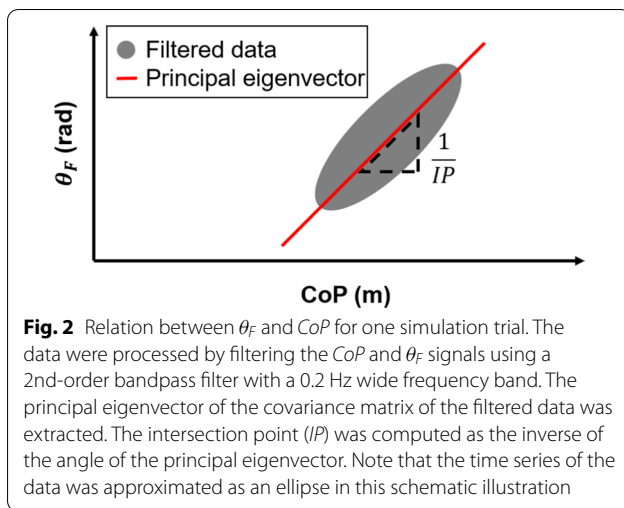 Filtered data
Principal eigenvector
θF (rad)
1
IP
CoP (m)
Fig. 2 Relation between θF and CoP for one simulation trial. The
data were processed by filtering the CoP and θF signals using a
2nd-order bandpass filter with a 0.2 Hz wide frequency band. The
principal eigenvector of the covariance matrix of the filtered data was
extracted. The intersection point (IP) was computed as the inverse of
the angle of the principal eigenvector. Note that the time series of the
data was approximated as an ellipse in this schematic illustration